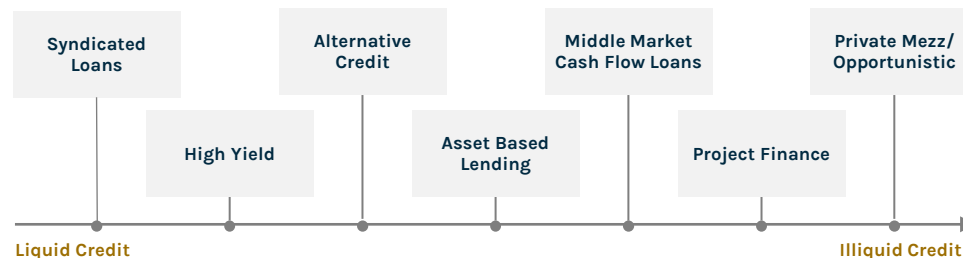 Syndicated
Loans
Alternative
Credit
Middle Market
Cash Flow Loans
Private Mezz/
Opportunistic
High Yield
Asset Based
Lending
Project Finance
Liquid Credit
Illiquid Credit